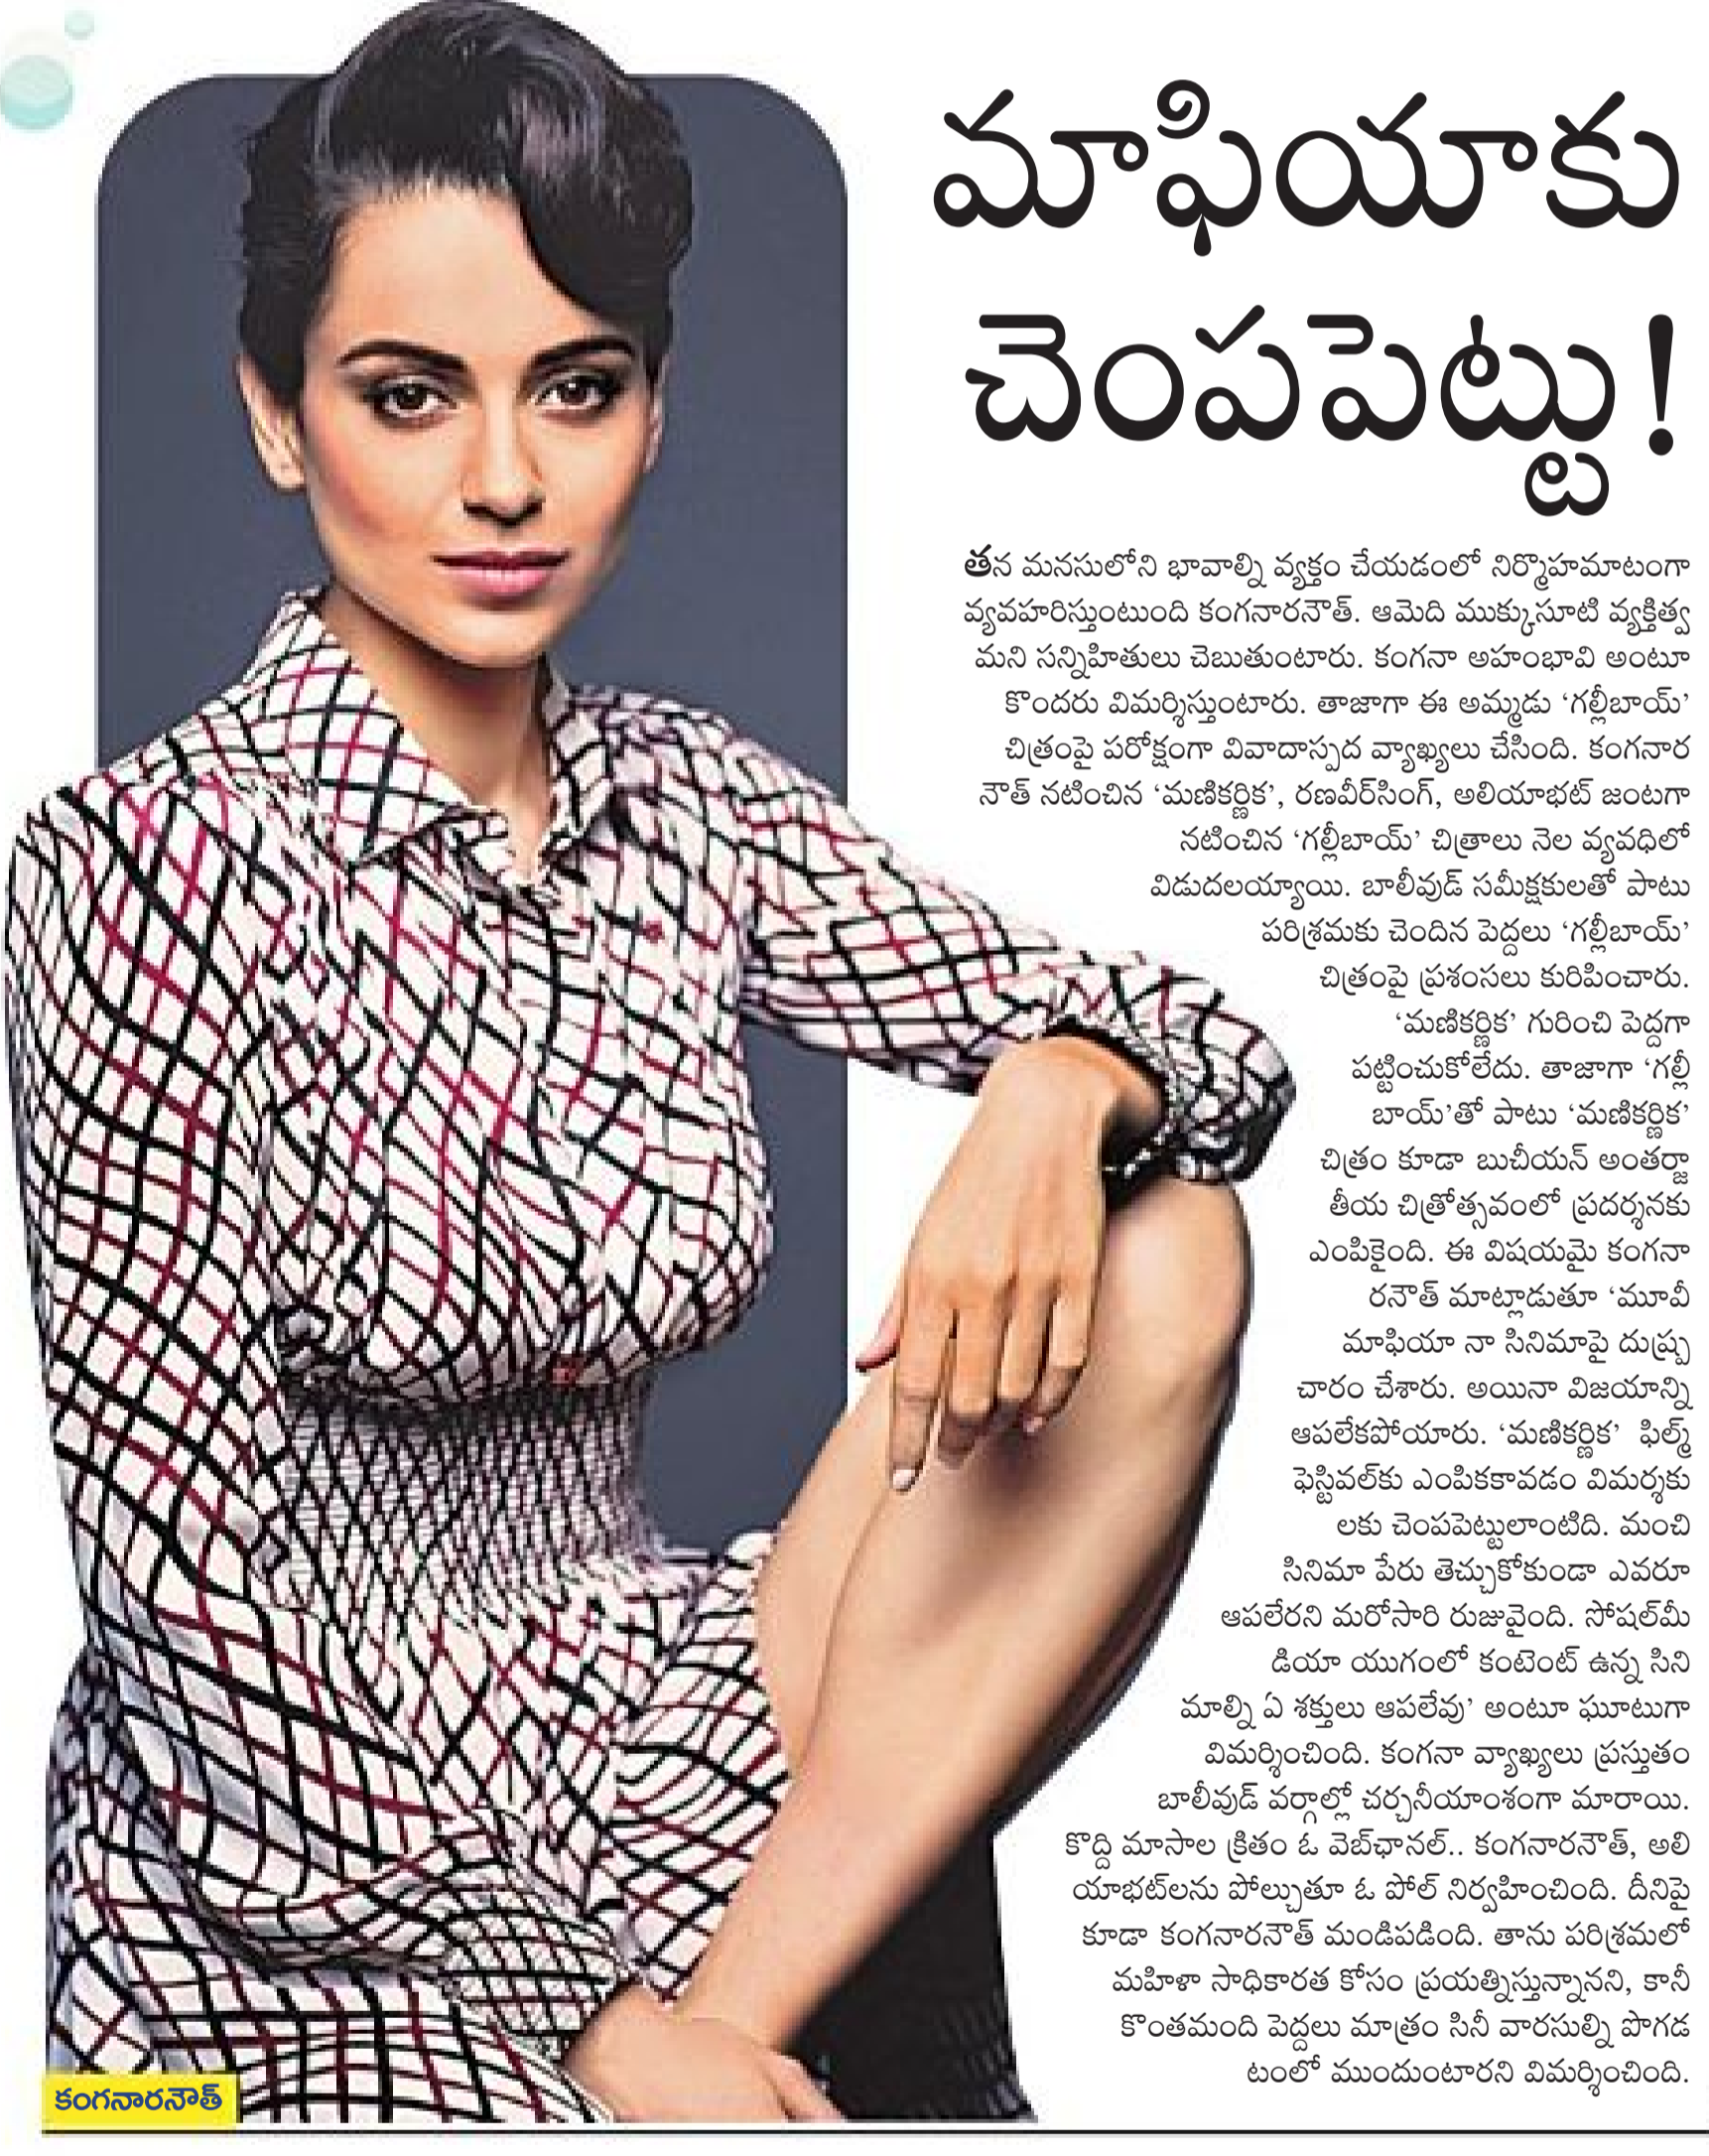 మాఫియాకు
చెంపపెట్టు!
తన మనసులోని భావాల్ని వ్యక్తం చేయడంలో నిర్మొహమాటంగా
వ్యవహరిస్తుంటుంది కంగనారనౌత్. ఆమెది ముక్కుసూటి వ్యక్తిత్వ
మని సన్నిహితులు చెబుతుంటారు. కంగనా అహంభావి అంటూ
కొందరు విమర్శిస్తుంటారు. తాజాగా ఈ అమ్మడు ‘గల్లీబాయ్’
చిత్రంపై పరోక్షంగా వివాదాస్పద వ్యాఖ్యలు చేసింది. కంగనార
నౌత్ నటించిన ‘మణికర్ణిక’, రణవీర్‌సింగ్, అలియాభట్ జంటగా
నటించిన ‘గల్లీబాయ్’ చిత్రాలు నెల వ్యవధిలో
విడుదలయ్యాయి. బాలీవుడ్ సమీక్షకులతో పాటు
పరిశ్రమకు చెందిన పెద్దలు ‘గల్లీబాయ్’
చిత్రంపై ప్రశంసలు కురిపించారు.
‘మణికర్ణిక’ గురించి పెద్దగా
పట్టించుకోలేదు. తాజాగా ‘గల్లీ
బాయ్’తో పాటు ‘మణికర్ణిక’
చిత్రం కూడా బుచీయన్ అంతర్జా
తీయ చిత్రోత్సవంలో ప్రదర్శనకు
ఎంపికైంది. ఈ విషయమై కంగనా
రనౌత్ మాట్లాడుతూ ‘మూవీ
మాఫియా నా సినిమాపై దుష్ప్ర
చారం చేశారు. అయినా విజయాన్ని
ఆపలేకపోయారు. ‘మణికర్ణిక’ ఫిల్మ్
ఫెస్టివల్‌కు ఎంపికకావడం విమర్శకు
లకు చెంపపెట్టులాంటిది. మంచి
సినిమా పేరు తెచ్చుకోకుండా ఎవరూ
ఆపలేరని మరోసారి రుజువైంది. సోషల్‌మీ
డియా యుగంలో కంటెంట్ ఉన్న సిని
మాల్ని ఏ శక్తులు ఆపలేవు’ అంటూ ఘూటుగా
విమర్శించింది. కంగనా వ్యాఖ్యలు ప్రస్తుతం
బాలీవుడ్ వర్గాల్లో చర్చనీయాంశంగా మారాయి.
కొద్ది మాసాల క్రితం ఓ వెబ్‌ఛానల్.. కంగనారనౌత్, అలి
యాభట్‌లను పోల్చుతూ ఓ పోల్ నిర్వహించింది. దీనిపై
కూడా కంగనారనౌత్ మండిపడింది. తాను పరిశ్రమలో
మహిళా సాధికారత కోసం ప్రయత్నిస్తున్నానని, కానీ
కొంతమంది పెద్దలు మాత్రం సినీ వారసుల్ని పొగడ
టంలో ముందుంటారని విమర్శించింది.
కంగనారనౌత్